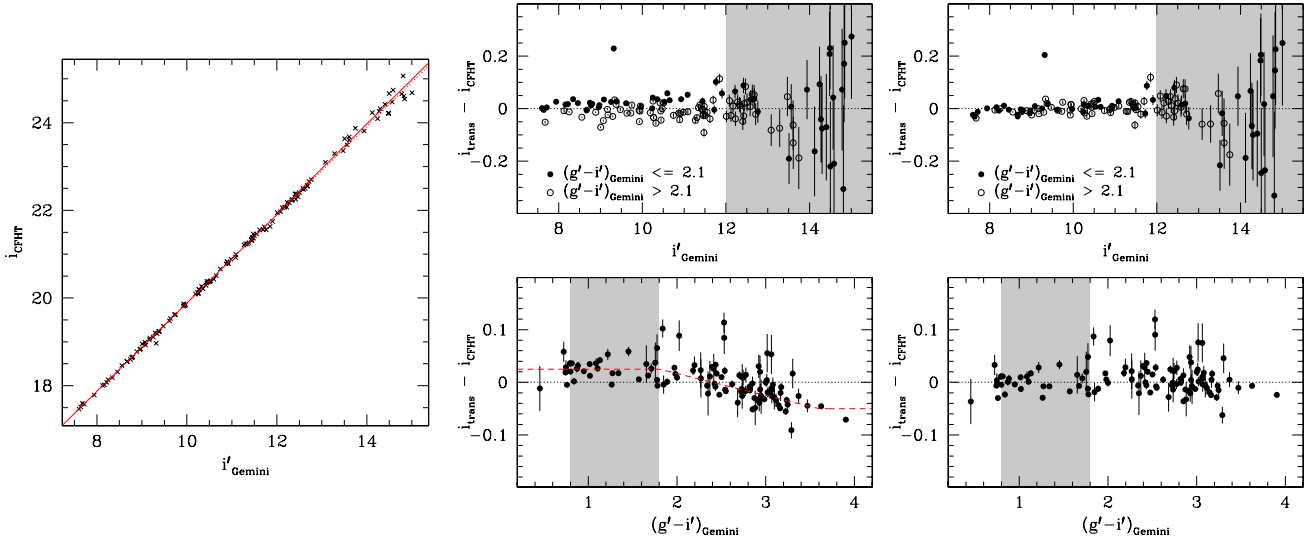 24
22
20
18
i_CFHT
8 10 12 14
i′_Gemini
0.2
0
−0.2
i_trans − i_CFHT
(g′−i′)_Gemini <= 2.1
(g′−i′)_Gemini > 2.1
8 10 12 14
i′_Gemini
0.2
0
−0.2
i_trans − i_CFHT
(g′−i′)_Gemini <= 2.1
(g′−i′)_Gemini > 2.1
8 10 12 14
i′_Gemini
0.1
0
−0.1
i_trans − i_CFHT
1 2 3 4
(g′−i′)_Gemini
0.1
0
−0.1
i_trans − i_CFHT
1 2 3 4
(g′−i′)_Gemini